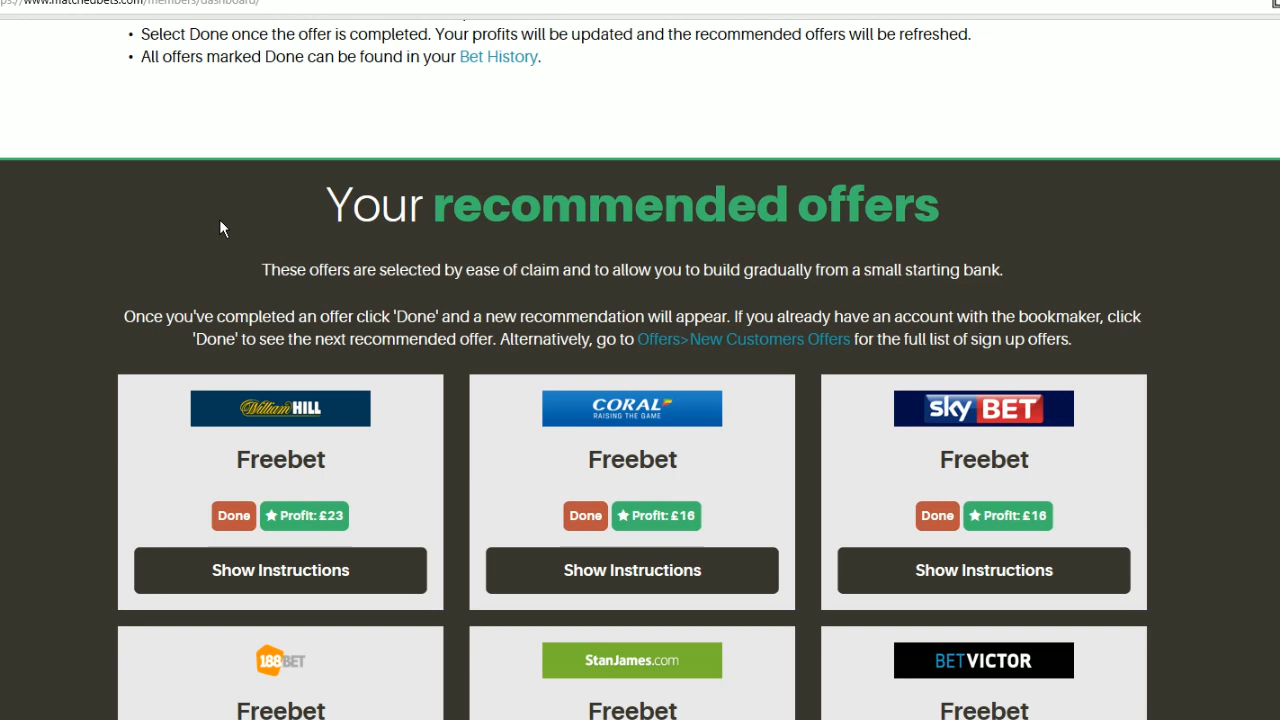 https://www.matchedbets.com/members/dashboard/
• Select Done once the offer is completed. Your profits will be updated and the recommended offers will be refreshed.
• All offers marked Done can be found in your Bet History.
Your recommended offers
These offers are selected by ease of claim and to allow you to build gradually from a small starting bank.
Once you've completed an offer click 'Done' and a new recommendation will appear. If you already have an account with the bookmaker, click
'Done' to see the next recommended offer. Alternatively, go to Offers>New Customers Offers for the full list of sign up offers.
William HILL
Freebet
Done ★ Profit: £23
Show Instructions
CORAL
RAISING THE GAME
Freebet
Done ★ Profit: £16
Show Instructions
sky BET
Freebet
Done ★ Profit: £16
Show Instructions
188BET
Freebet
StanJames.com
Freebet
BETVICTOR
Freebet